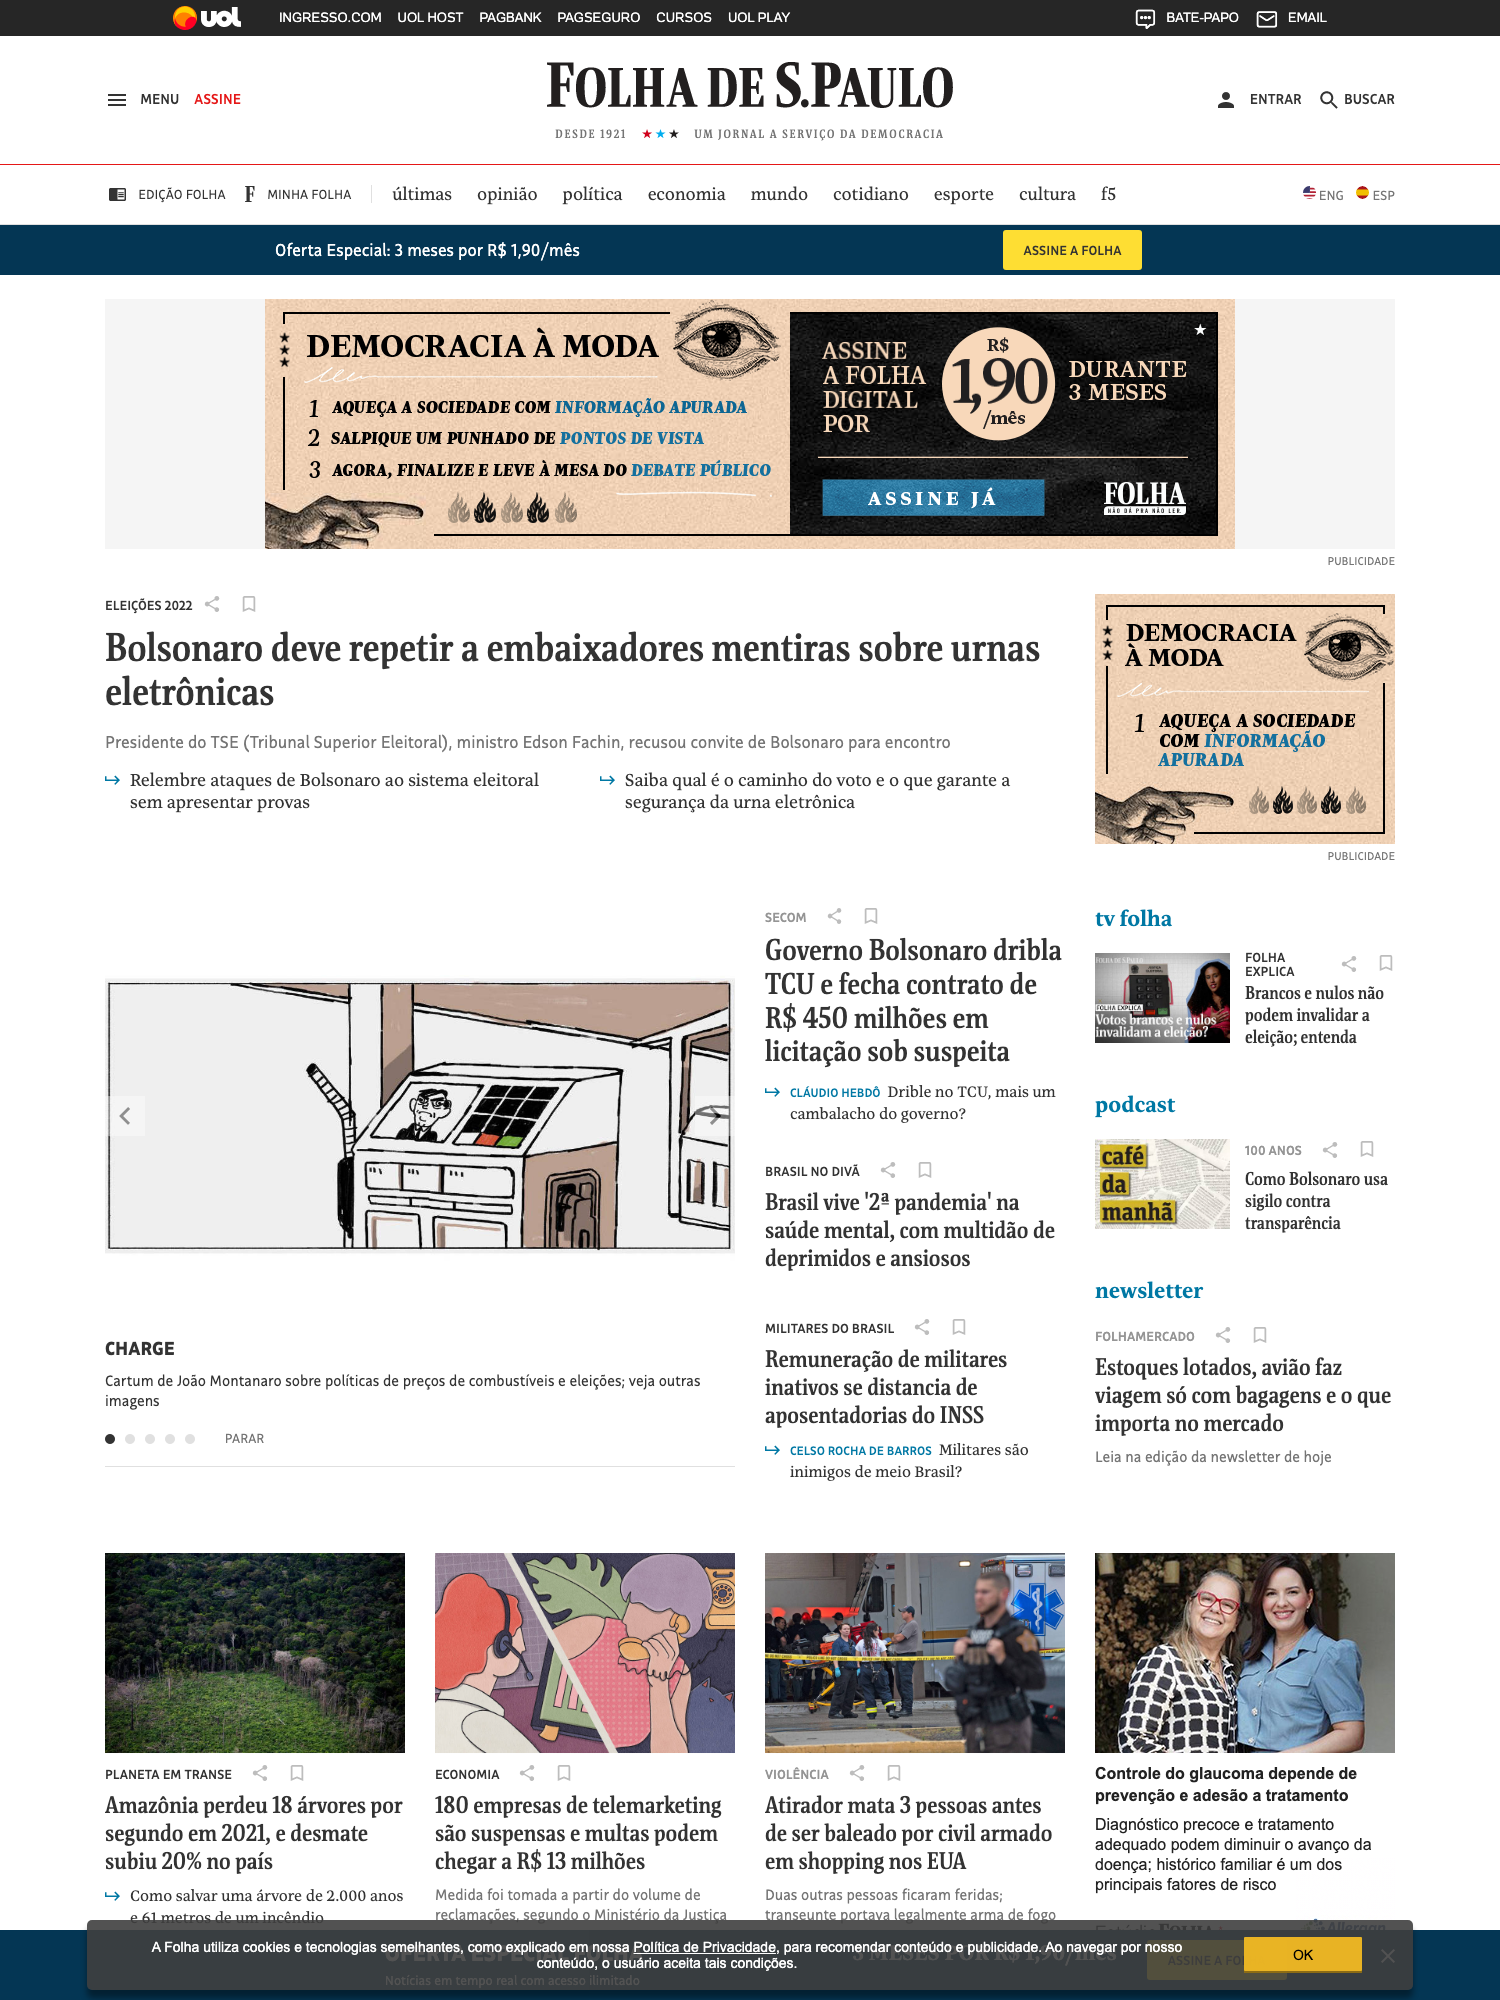 uol
INGRESSO.COM UOL HOST PAGBANK PAGSEGURO CURSOS UOL PLAY
BATE-PAPO EMAIL
MENU ASSINE
FOLHA DE S.PAULO
DESDE 1921 ★★★ UM JORNAL A SERVIÇO DA DEMOCRACIA
ENTRAR BUSCAR
EDIÇÃO FOLHA F MINHA FOLHA
últimas opinião política economia mundo cotidiano esporte cultura f5
ENG ESP
Oferta Especial: 3 meses por R$ 1,90/mês
ASSINE A FOLHA
DEMOCRACIA À MODA
1 AQUEÇA A SOCIEDADE COM INFORMAÇÃO APURADA
2 SALPIQUE UM PUNHADO DE PONTOS DE VISTA
3 AGORA, FINALIZE E LEVE À MESA DO DEBATE PÚBLICO
ASSINE
A FOLHA
DIGITAL
POR
R$
1,90
/mês
DURANTE
3 MESES
ASSINE JÁ
FOLHA
NÃO DÁ PRA NÃO LER.
PUBLICIDADE
ELEIÇÕES 2022
Bolsonaro deve repetir a embaixadores mentiras sobre urnas
eletrônicas
Presidente do TSE (Tribunal Superior Eleitoral), ministro Edson Fachin, recusou convite de Bolsonaro para encontro
Relembre ataques de Bolsonaro ao sistema eleitoral
sem apresentar provas
Saiba qual é o caminho do voto e o que garante a
segurança da urna eletrônica
DEMOCRACIA
À MODA
1 AQUEÇA A SOCIEDADE
COM INFORMAÇÃO
APURADA
PUBLICIDADE
CHARGE
Cartum de João Montanaro sobre políticas de preços de combustíveis e eleições; veja outras
imagens
PARAR
SECOM
Governo Bolsonaro dribla
TCU e fecha contrato de
R$ 450 milhões em
licitação sob suspeita
CLÁUDIO HEBDÔ Drible no TCU, mais um
cambalacho do governo?
BRASIL NO DIVÃ
Brasil vive '2ª pandemia' na
saúde mental, com multidão de
deprimidos e ansiosos
MILITARES DO BRASIL
Remuneração de militares
inativos se distancia de
aposentadorias do INSS
CELSO ROCHA DE BARROS Militares são
inimigos de meio Brasil?
tv folha
FOLHA DE S.PAULO
FOLHA EXPLICA
Votos brancos e nulos
invalidam a eleição?
FOLHA
EXPLICA
Brancos e nulos não
podem invalidar a
eleição; entenda
podcast
café
da
manhã
100 ANOS
Como Bolsonaro usa
sigilo contra
transparência
newsletter
FOLHAMERCADO
Estoques lotados, avião faz
viagem só com bagagens e o que
importa no mercado
Leia na edição da newsletter de hoje
PLANETA EM TRANSE
Amazônia perdeu 18 árvores por
segundo em 2021, e desmate
subiu 20% no país
Como salvar uma árvore de 2.000 anos
e 61 metros de um incêndio
ECONOMIA
180 empresas de telemarketing
são suspensas e multas podem
chegar a R$ 13 milhões
Medida foi tomada a partir do volume de
reclamações, segundo o Ministério da Justiça
VIOLÊNCIA
Atirador mata 3 pessoas antes
de ser baleado por civil armado
em shopping nos EUA
Duas outras pessoas ficaram feridas;
transeunte portava legalmente arma de fogo
Controle do glaucoma depende de
prevenção e adesão a tratamento
Diagnóstico precoce e tratamento
adequado podem diminuir o avanço da
doença; histórico familiar é um dos
principais fatores de risco
A Folha utiliza cookies e tecnologias semelhantes, como explicado em nossa Política de Privacidade, para recomendar conteúdo e publicidade. Ao navegar por nosso
conteúdo, o usuário aceita tais condições.
OK
Notícias em tempo real com acesso ilimitado
ASSINE A FO